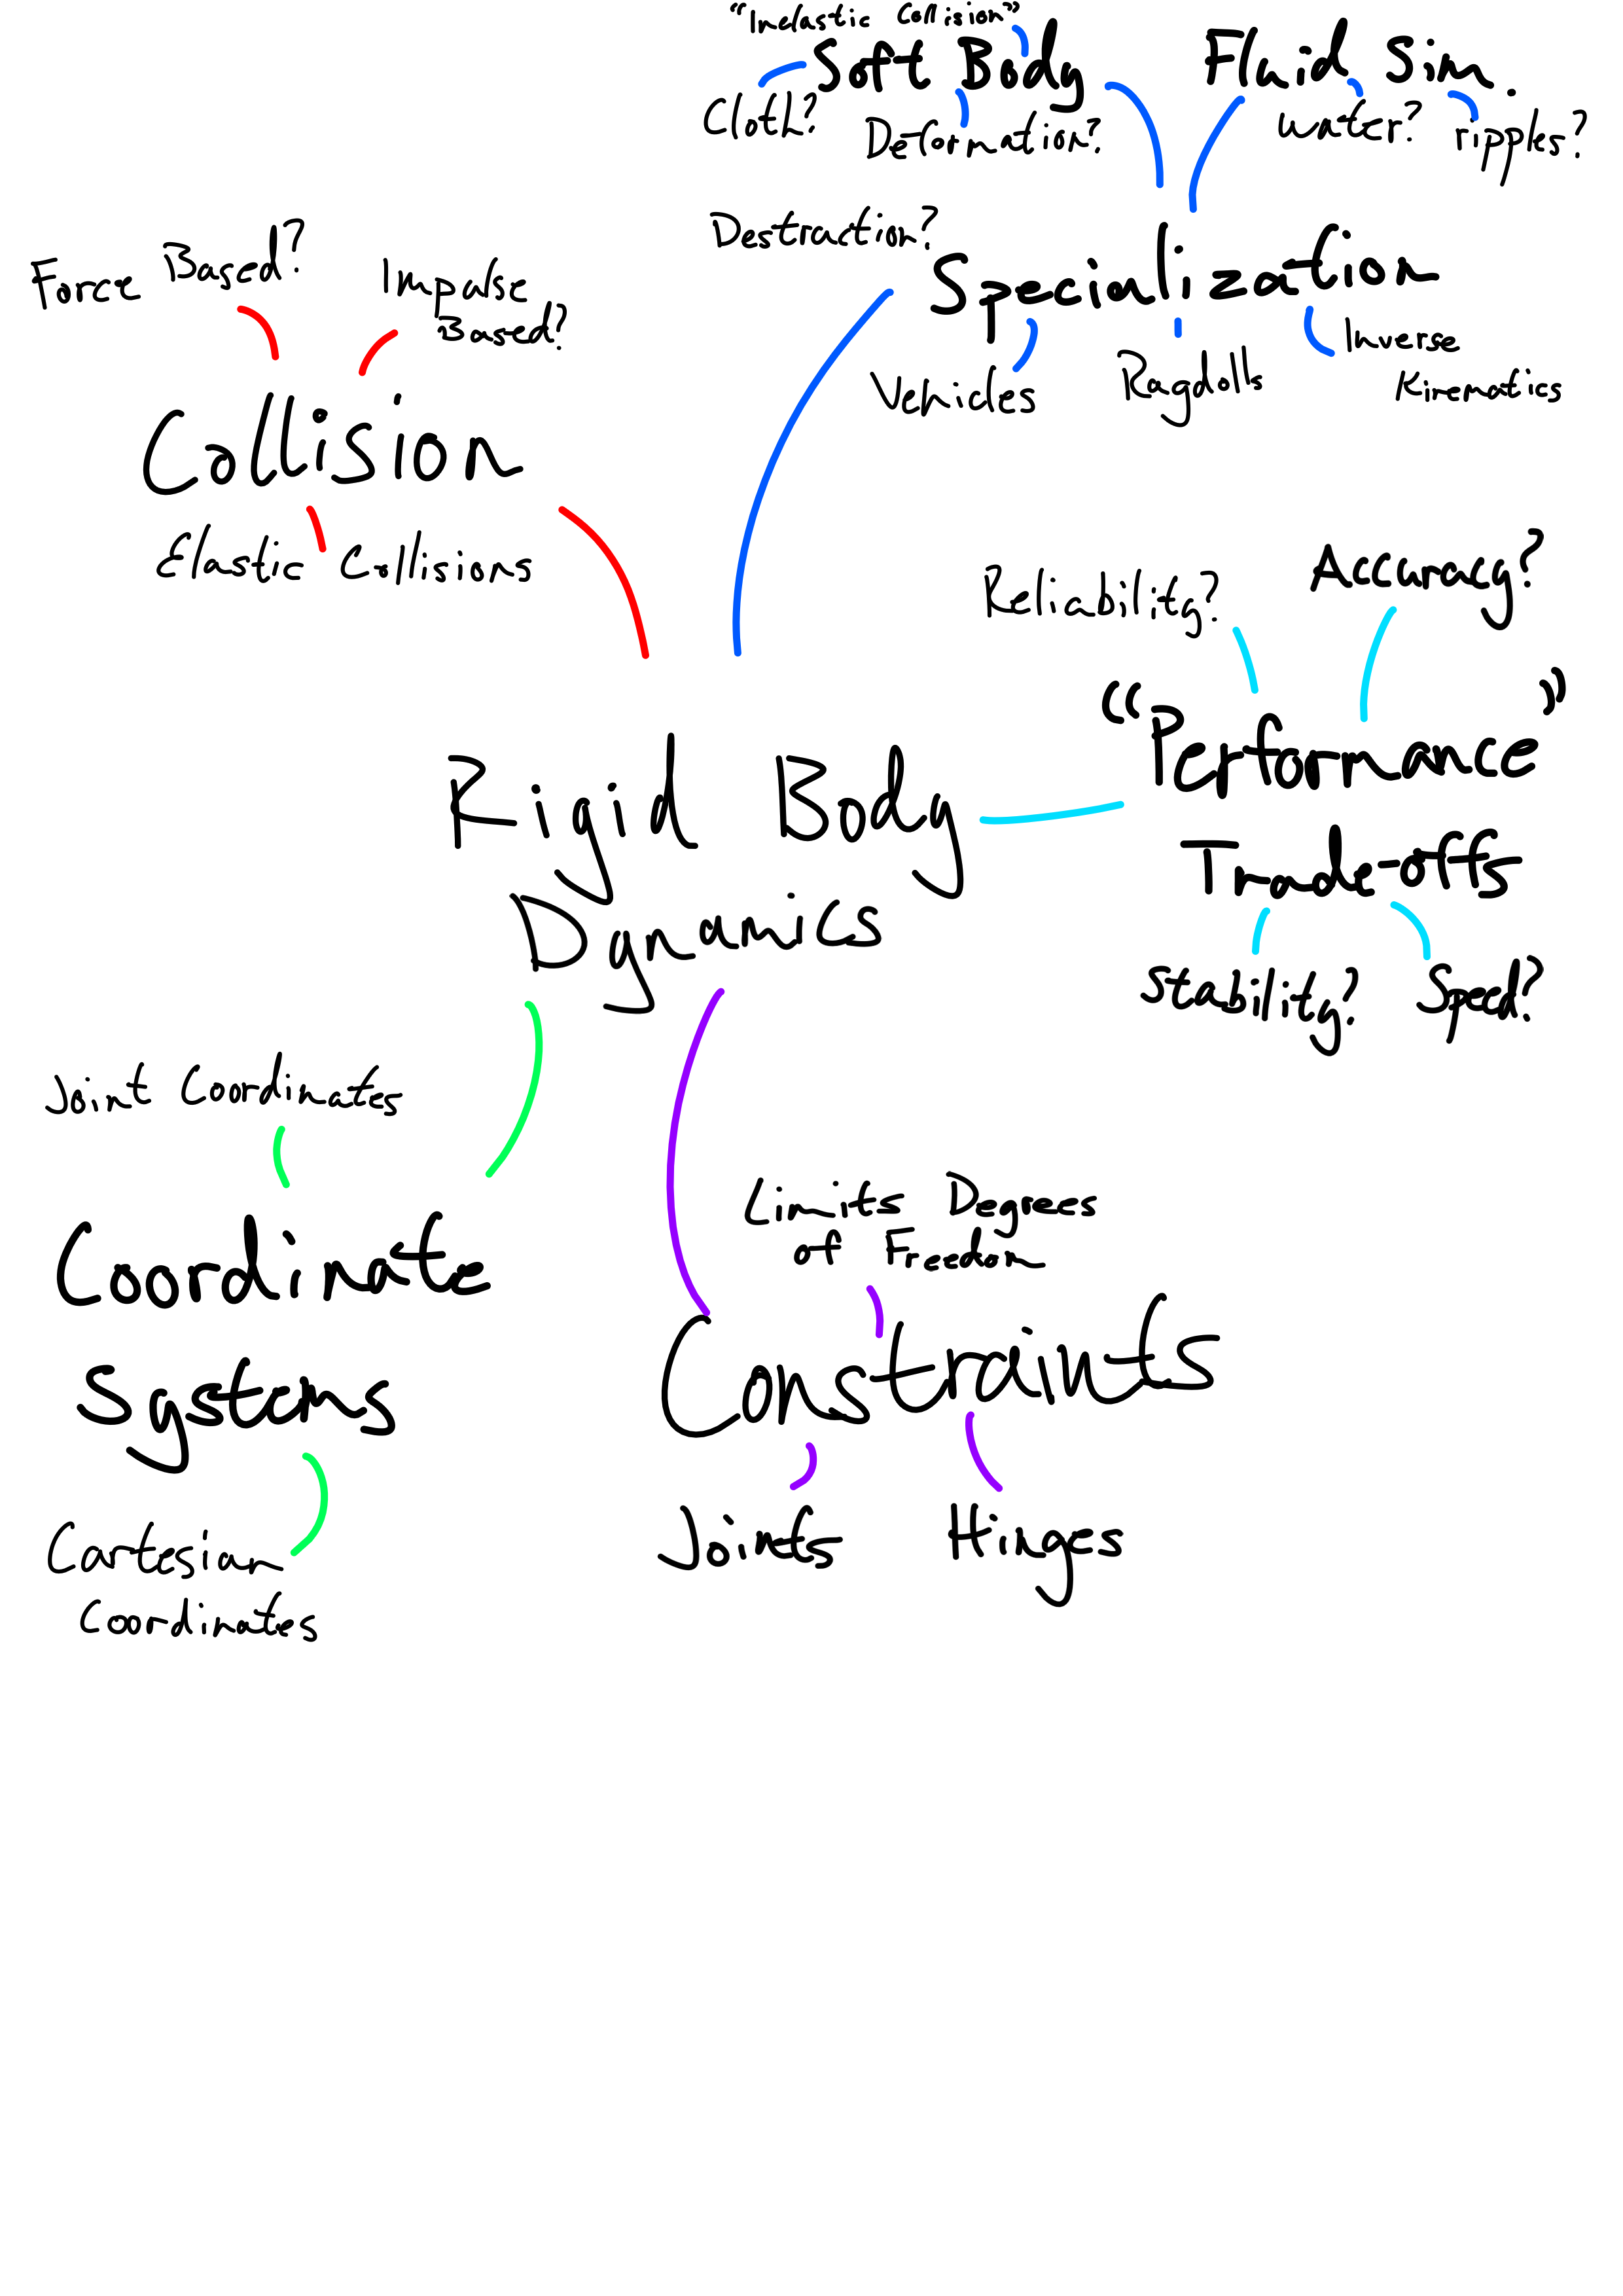 "Inelastic Collision"
Soft Body
Fluid Sim.
Cloth?
Deformation?
water?
ripples?
Destruction?
Specialization
Vehicles
Ragdolls
Inverse
Kinematics
Force Based?
Impulse
Based?
Collision
Elastic Collisions
Reliability?
Accuracy?
"Performance"
Trade-offs
Stability?
Speed?
Rigid Body
Dynamics
Joint Coordinates
Coordinate
Systems
Cartesian
Coordinates
Limits Degrees
of Freedom
Constraints
Joints
Hinges